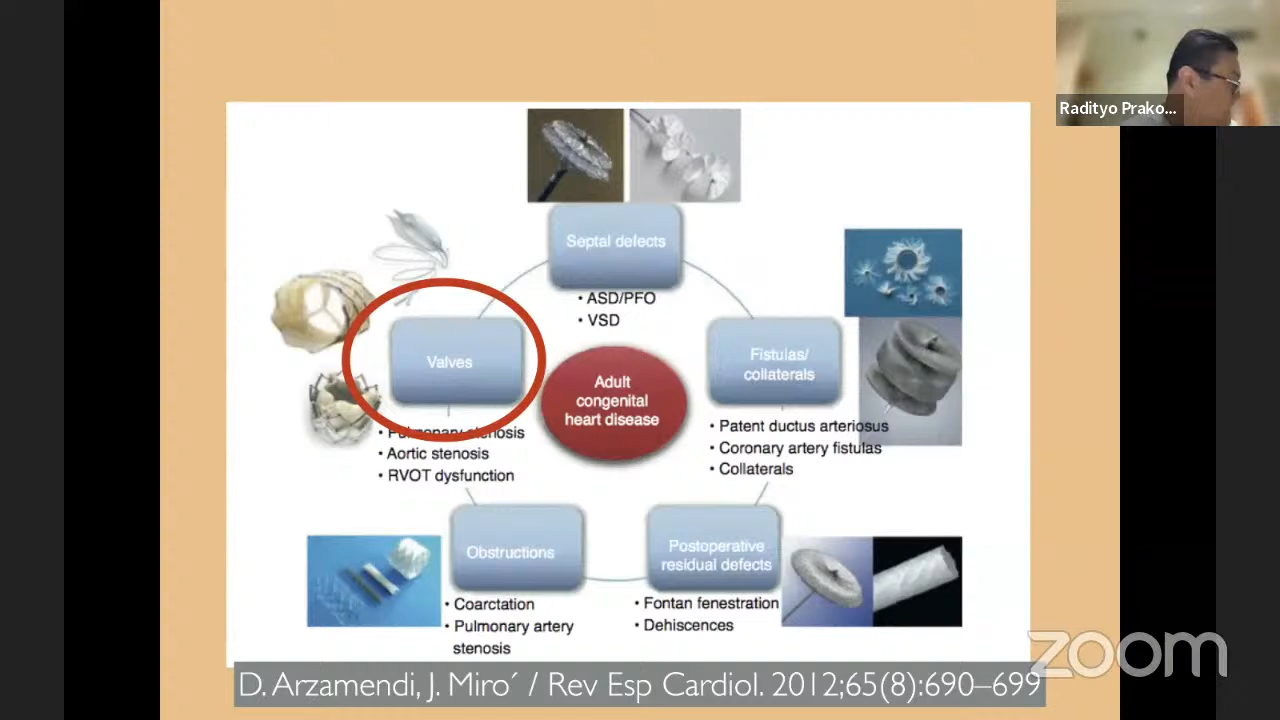 Radityo Prako...
Septal defects
• ASD/PFO
• VSD
Valves
• Pulmonary stenosis
• Aortic stenosis
• RVOT dysfunction
Adult
congenital
heart disease
Fistulas/
collaterals
• Patent ductus arteriosus
• Coronary artery fistulas
• Collaterals
Obstructions
• Coarctation
• Pulmonary artery
stenosis
Postoperative
residual defects
• Fontan fenestration
• Dehiscences
D. Arzamendi, J. Miro´ / Rev Esp Cardiol. 2012;65(8):690–699
zoom